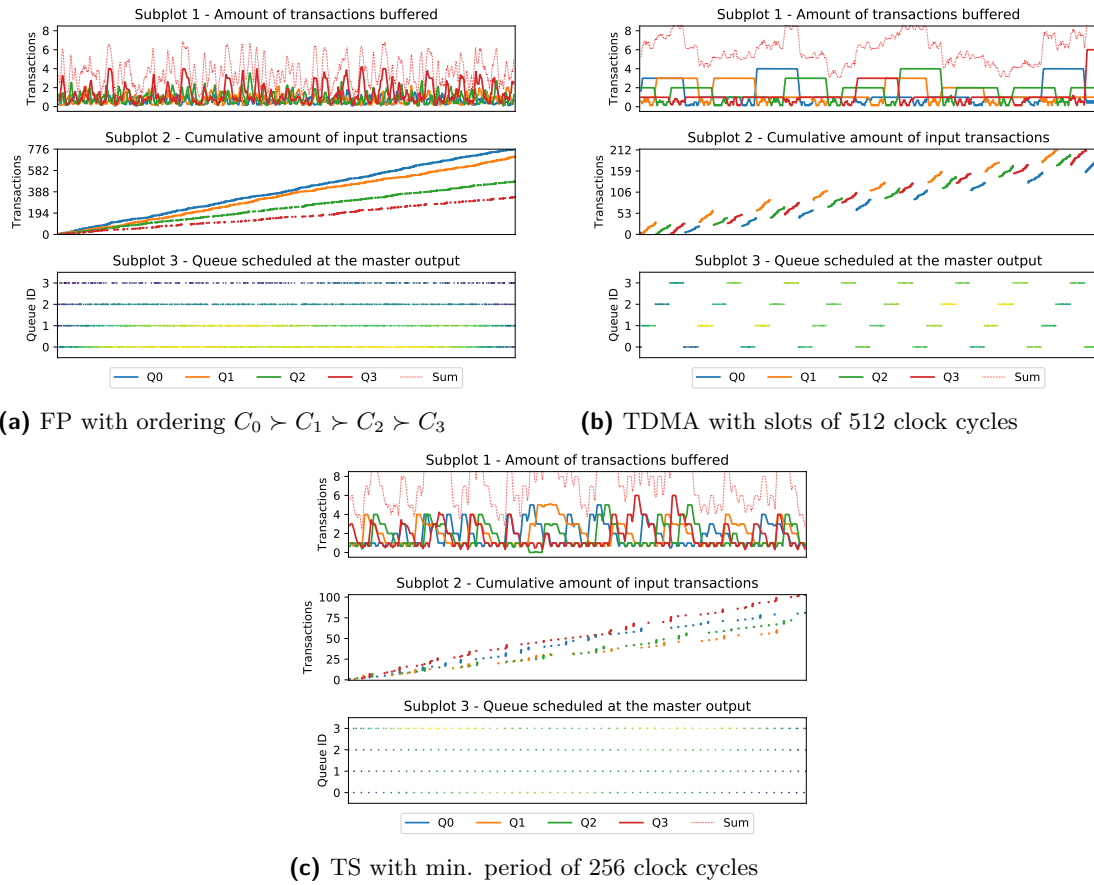 Subplot 1 - Amount of transactions buffered
Transactions
8
6
4
2
0
Subplot 2 - Cumulative amount of input transactions
Transactions
776
582
388
194
0
Subplot 3 - Queue scheduled at the master output
Queue ID
3
2
1
0
Q0 Q1 Q2 Q3 Sum
(a) FP with ordering C₀ ≻ C₁ ≻ C₂ ≻ C₃
Subplot 1 - Amount of transactions buffered
Transactions
8
6
4
2
0
Subplot 2 - Cumulative amount of input transactions
Transactions
212
159
106
53
0
Subplot 3 - Queue scheduled at the master output
Queue ID
3
2
1
0
Q0 Q1 Q2 Q3 Sum
(b) TDMA with slots of 512 clock cycles
Subplot 1 - Amount of transactions buffered
Transactions
8
6
4
2
0
Subplot 2 - Cumulative amount of input transactions
Transactions
100
75
50
25
0
Subplot 3 - Queue scheduled at the master output
Queue ID
3
2
1
0
Q0 Q1 Q2 Q3 Sum
(c) TS with min. period of 256 clock cycles